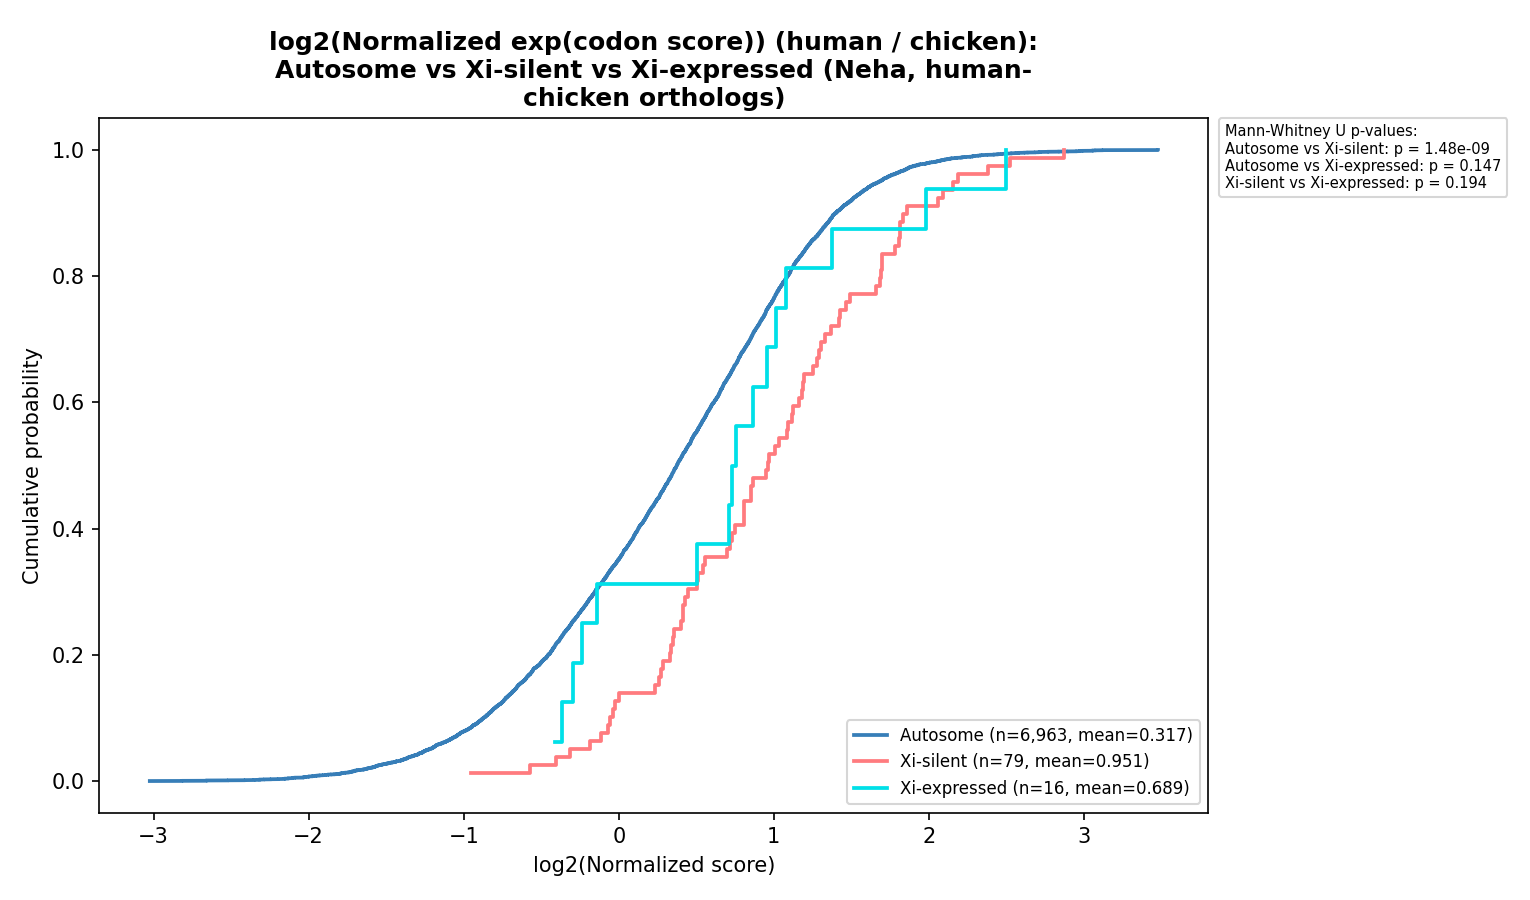 log2(Normalized exp(codon score)) (human / chicken):
Autosome vs Xi-silent vs Xi-expressed (Neha, human-
chicken orthologs)
Mann-Whitney U p-values:
Autosome vs Xi-silent: p = 1.48e-09
Autosome vs Xi-expressed: p = 0.147
Xi-silent vs Xi-expressed: p = 0.194
Cumulative probability
1.0
0.8
0.6
0.4
0.2
0.0
Autosome (n=6,963, mean=0.317)
Xi-silent (n=79, mean=0.951)
Xi-expressed (n=16, mean=0.689)
−3 −2 −1 0 1 2 3
log2(Normalized score)